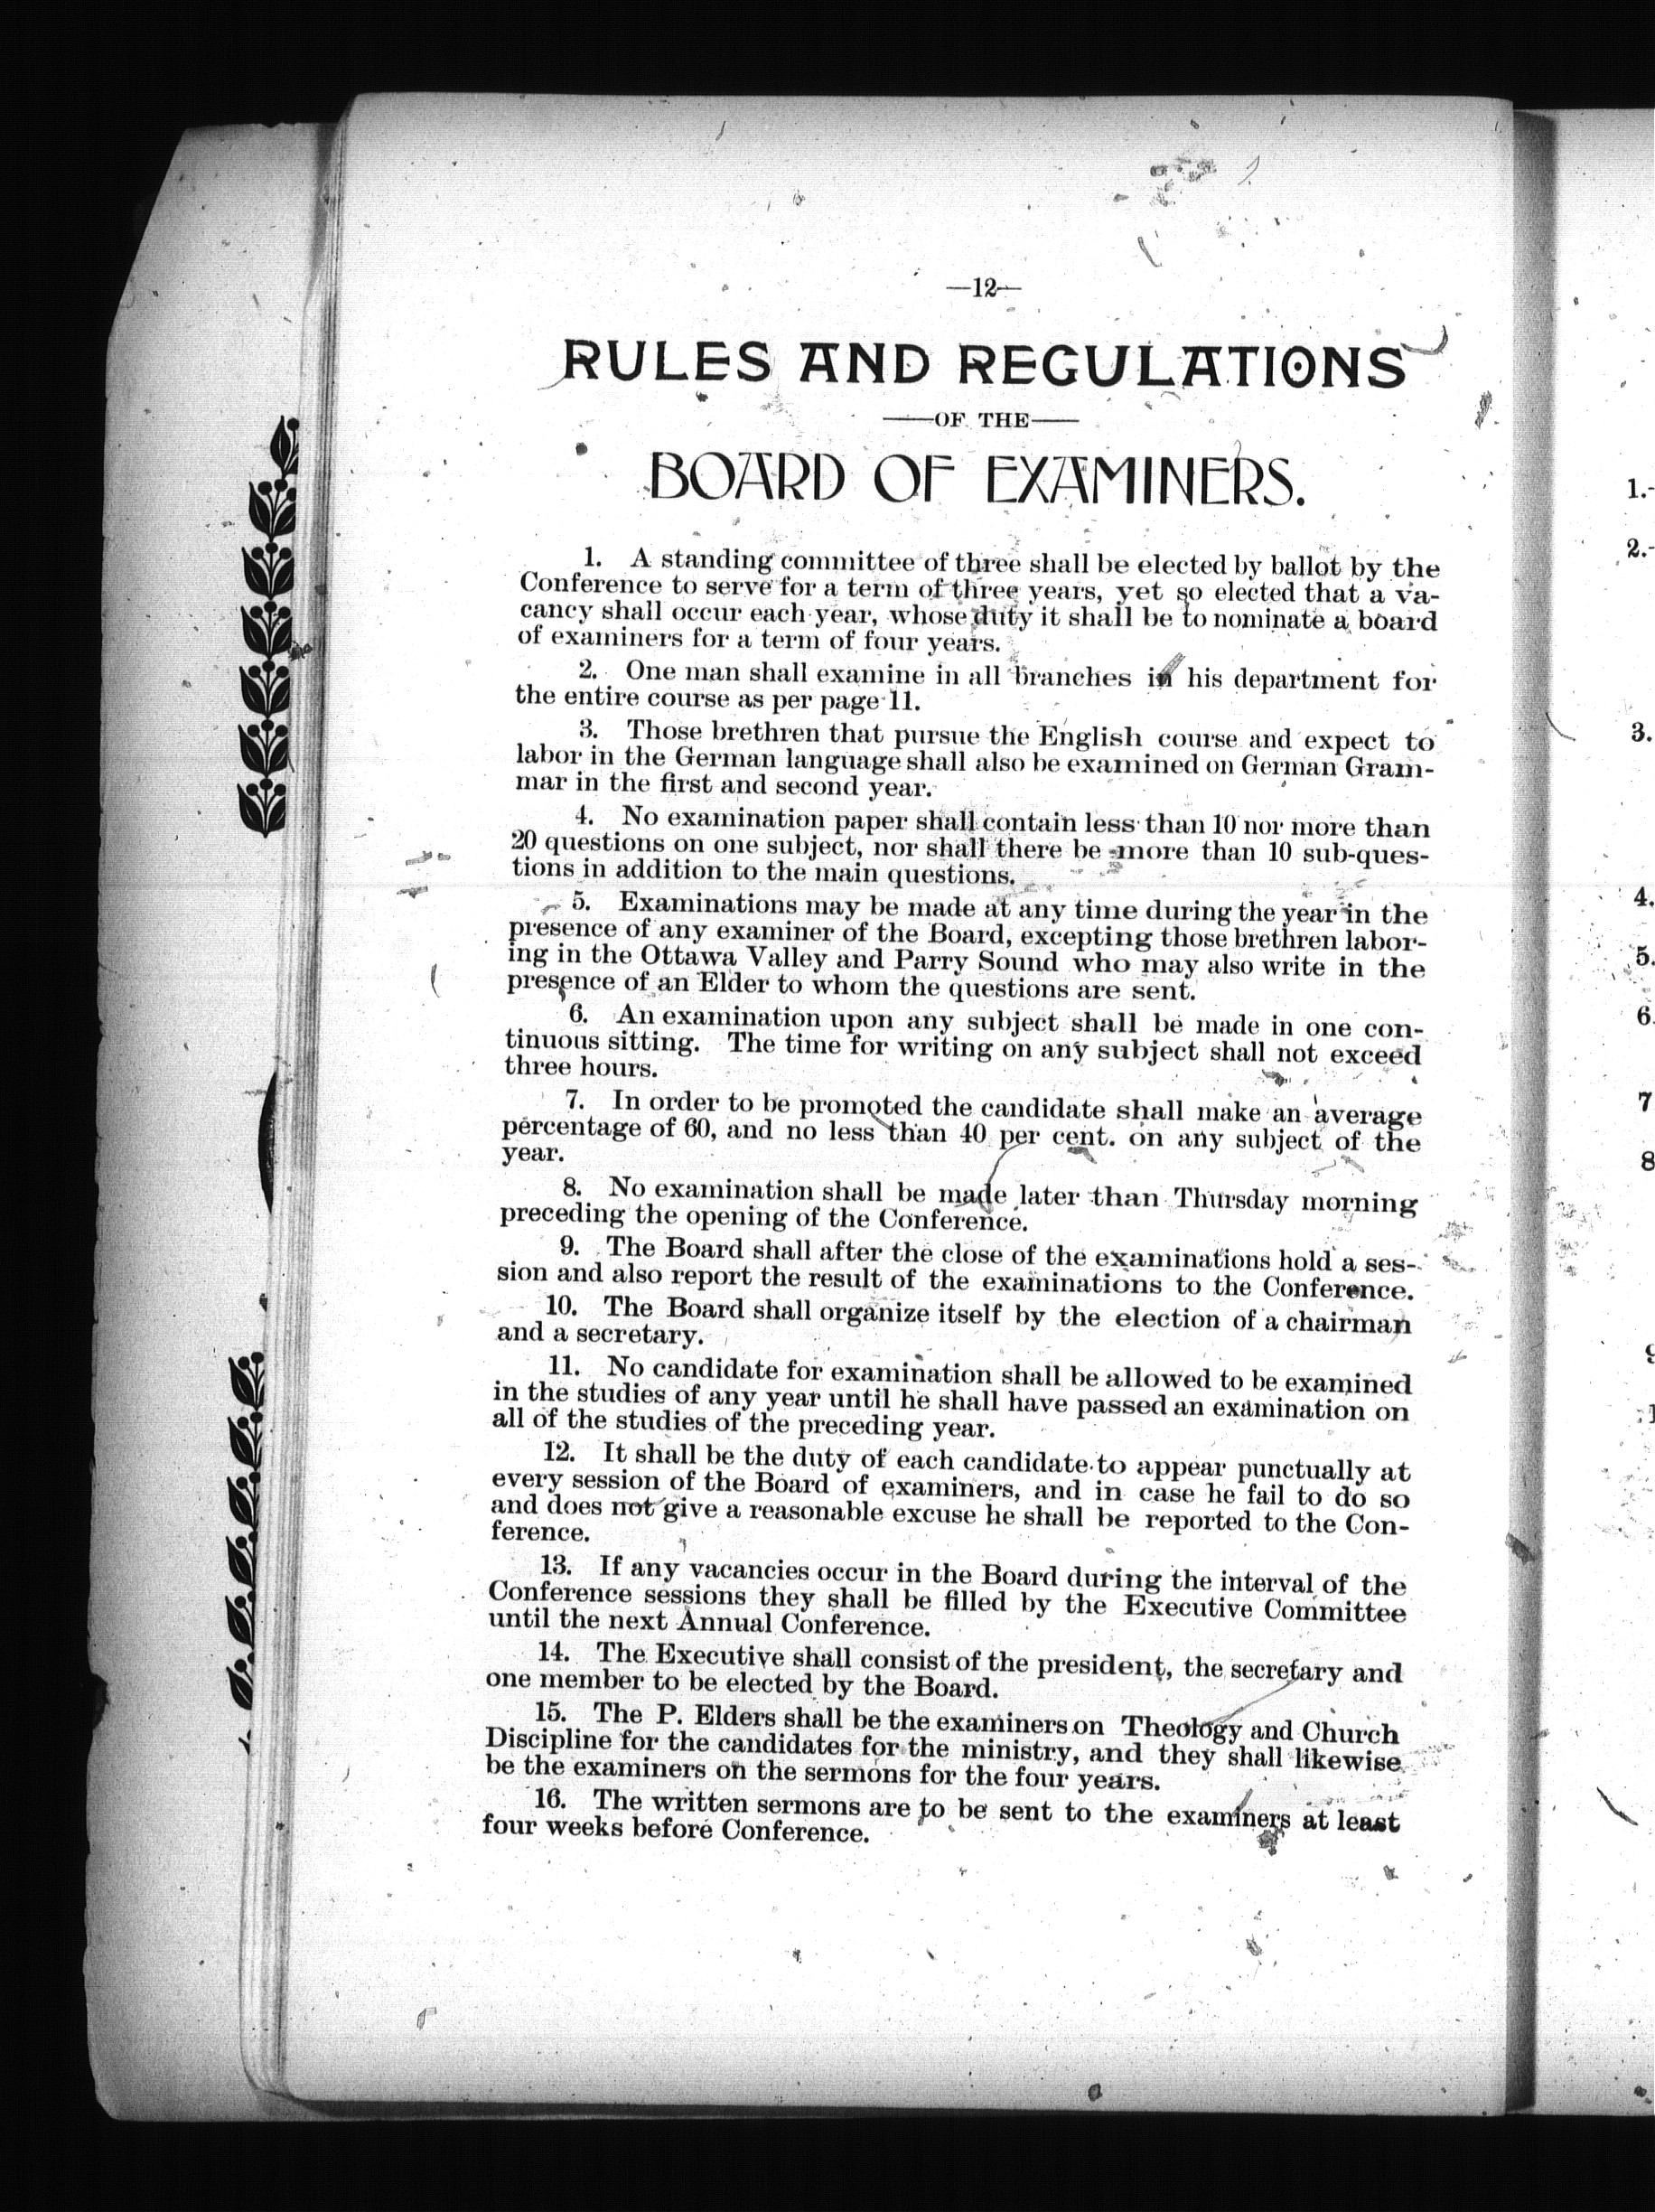 —12—
RULES AND REGULATIONS
——OF THE——
BOARD OF EXAMINERS.
1. A standing committee of three shall be elected by ballot by the
Conference to serve for a term of three years, yet so elected that a va-
cancy shall occur each year, whose duty it shall be to nominate a board
of examiners for a term of four years.
2. One man shall examine in all branches in his department for
the entire course as per page 11.
3. Those brethren that pursue the English course and expect to
labor in the German language shall also be examined on German Gram-
mar in the first and second year.
4. No examination paper shall contain less than 10 nor more than
20 questions on one subject, nor shall there be more than 10 sub-ques-
tions in addition to the main questions.
5. Examinations may be made at any time during the year in the
presence of any examiner of the Board, excepting those brethren labor-
ing in the Ottawa Valley and Parry Sound who may also write in the
presence of an Elder to whom the questions are sent.
6. An examination upon any subject shall be made in one con-
tinuous sitting. The time for writing on any subject shall not exceed
three hours.
7. In order to be promoted the candidate shall make an average
percentage of 60, and no less than 40 per cent. on any subject of the
year.
8. No examination shall be made later than Thursday morning
preceding the opening of the Conference.
9. The Board shall after the close of the examinations hold a ses-
sion and also report the result of the examinations to the Conference.
10. The Board shall organize itself by the election of a chairman
and a secretary.
11. No candidate for examination shall be allowed to be examined
in the studies of any year until he shall have passed an examination on
all of the studies of the preceding year.
12. It shall be the duty of each candidate to appear punctually at
every session of the Board of examiners, and in case he fail to do so
and does not give a reasonable excuse he shall be reported to the Con-
ference.
13. If any vacancies occur in the Board during the interval of the
Conference sessions they shall be filled by the Executive Committee
until the next Annual Conference.
14. The Executive shall consist of the president, the secretary and
one member to be elected by the Board.
15. The P. Elders shall be the examiners on Theology and Church
Discipline for the candidates for the ministry, and they shall likewise
be the examiners on the sermons for the four years.
16. The written sermons are to be sent to the examiners at least
four weeks before Conference.
1.-
2.-
3.
4.
5.
6.
7
8